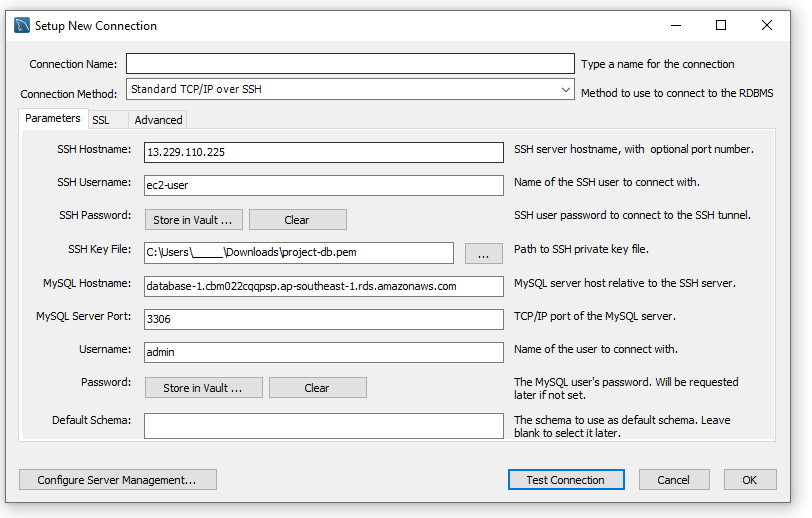 Setup New Connection
Connection Name: Type a name for the connection
Connection Method: Standard TCP/IP over SSH Method to use to connect to the RDBMS
Parameters SSL Advanced
SSH Hostname: 13.229.110.225 SSH server hostname, with optional port number.
SSH Username: ec2-user Name of the SSH user to connect with.
SSH Password: Store in Vault ... Clear SSH user password to connect to the SSH tunnel.
SSH Key File: C:\Users\_____\Downloads\project-db.pem ... Path to SSH private key file.
MySQL Hostname: database-1.cbm022cqqpsp.ap-southeast-1.rds.amazonaws.com MySQL server host relative to the SSH server.
MySQL Server Port: 3306 TCP/IP port of the MySQL server.
Username: admin Name of the user to connect with.
Password: Store in Vault ... Clear The MySQL user's password. Will be requested
later if not set.
Default Schema: The schema to use as default schema. Leave
blank to select it later.
Configure Server Management... Test Connection Cancel OK